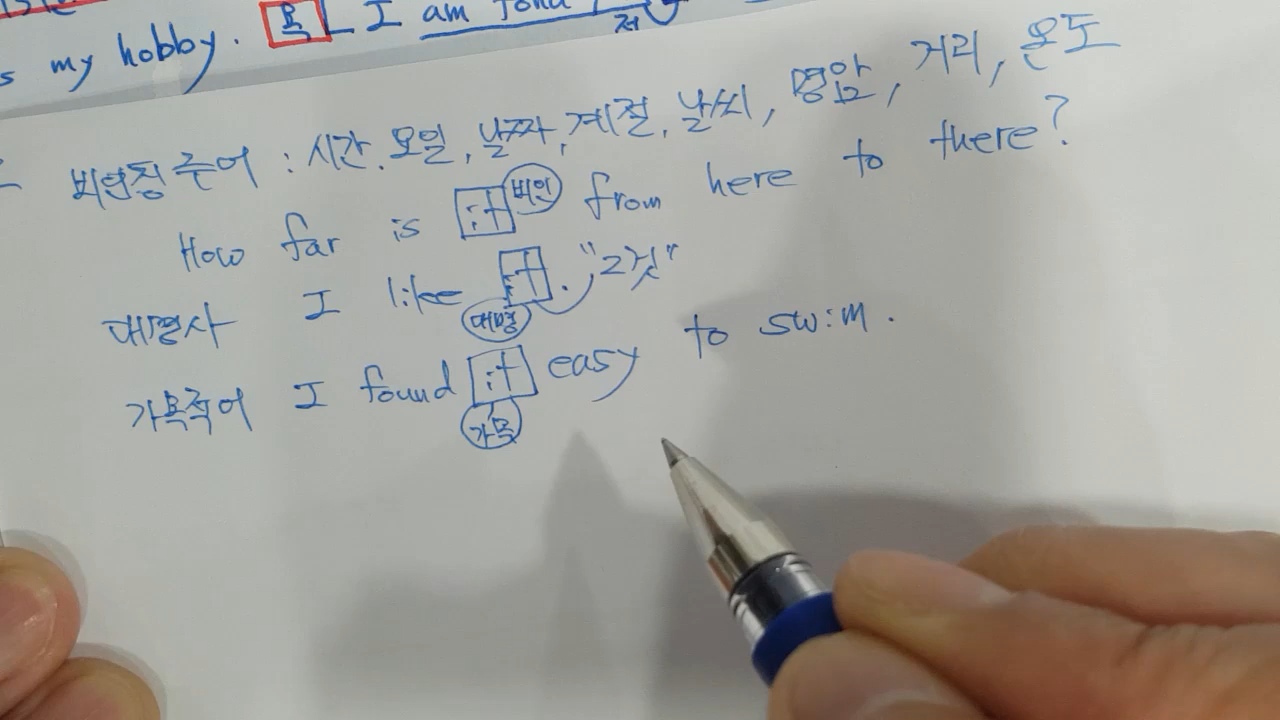 s my hobby. 목 I am fond
전
비인칭주어 : 시간, 요일, 날짜, 계절, 날씨, 명암, 거리, 온도
How far is it 비인 from here to there?
대명사 I like it. "그것"
대명
가목적어 I found it easy to swim.
가목